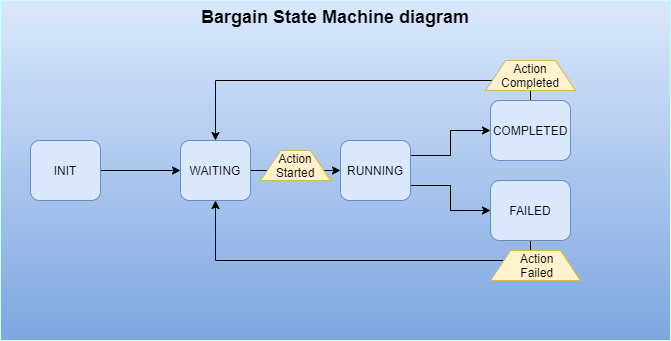 Bargain State Machine diagram
Action
Completed
COMPLETED
INIT
WAITING
Action
Started
RUNNING
FAILED
Action
Failed